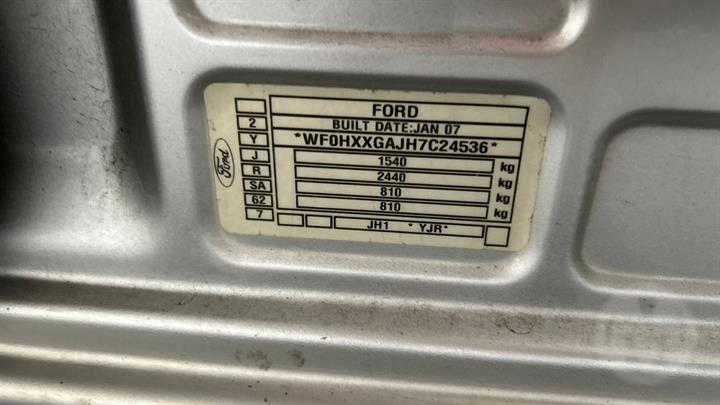 FORD
BUILT DATE:JAN 07
*WF0HXXGAJH7C24536*
1540 kg
2440 kg
810 kg
810 kg
JH1 *YJR*
2
Y
J
R
SA
62
7
Ford